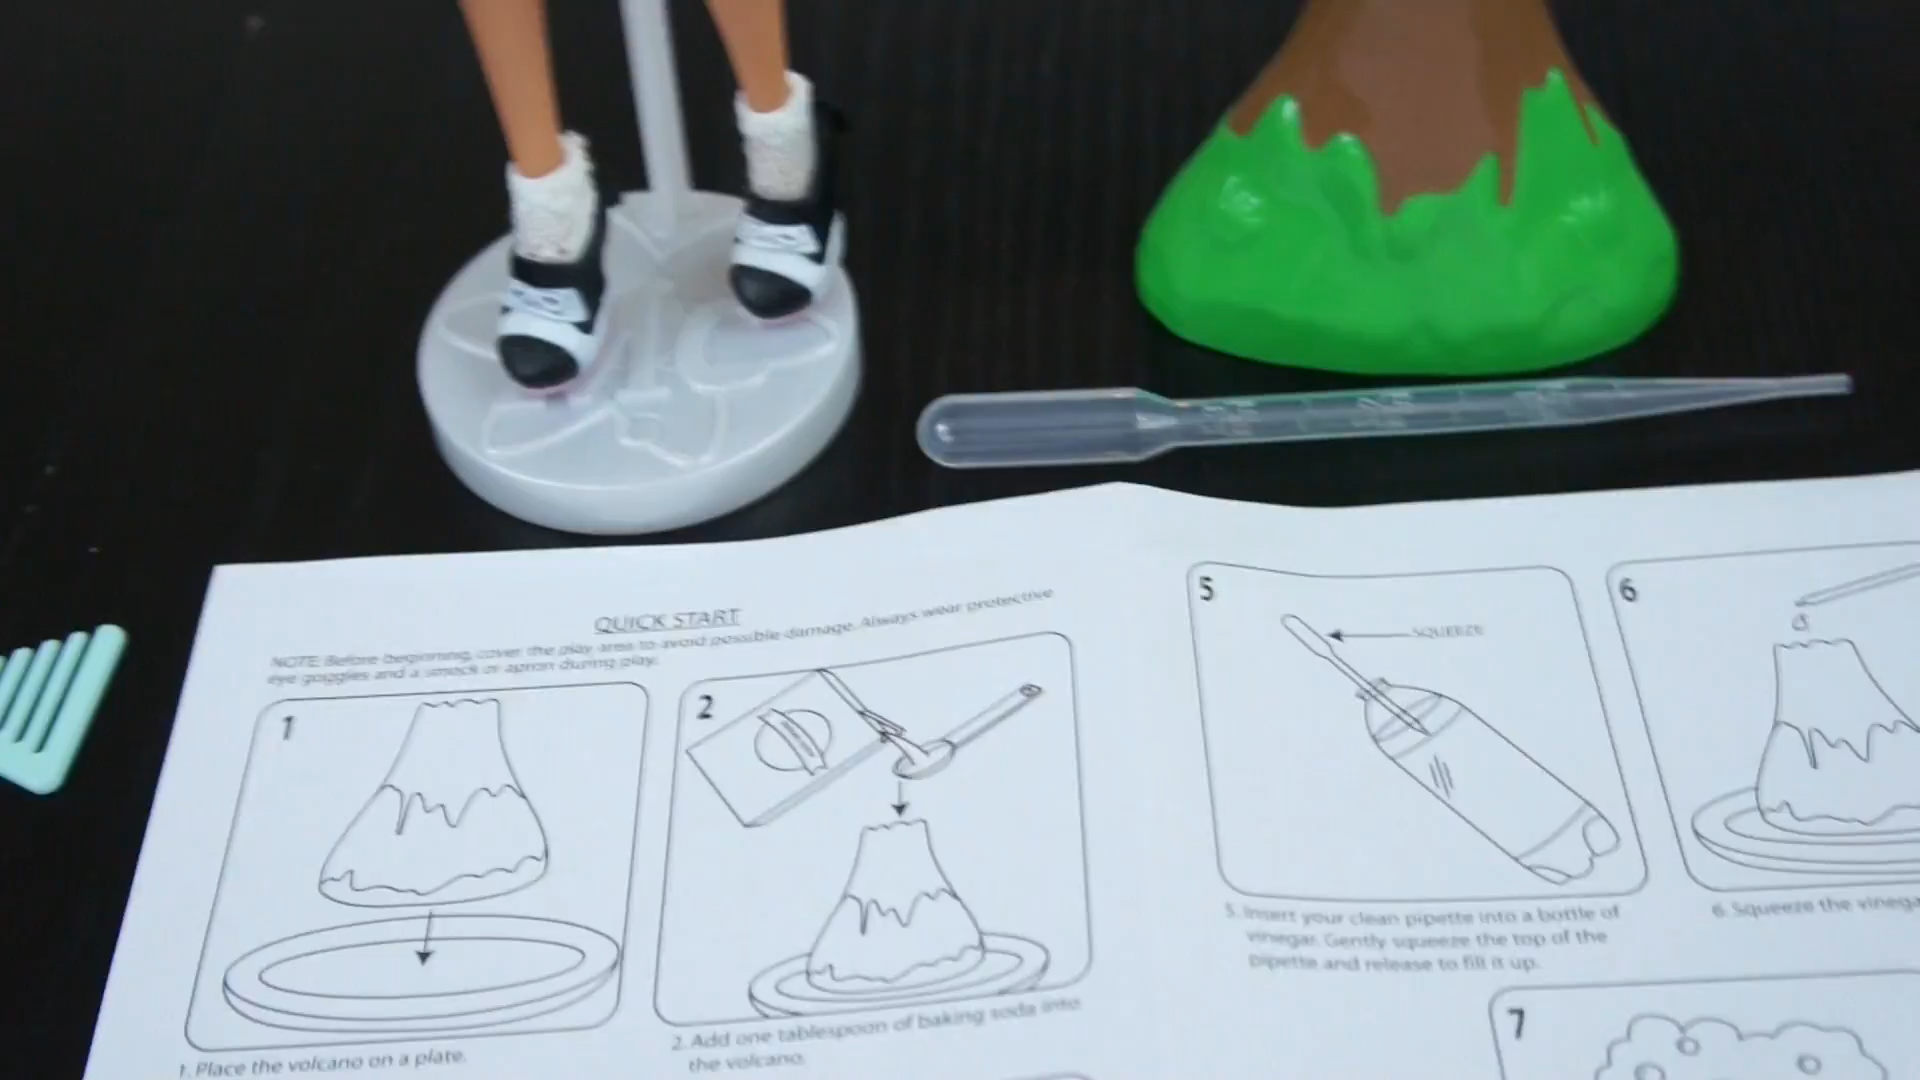 QUICK START
NOTE: Before beginning, cover the play area to avoid possible damage. Always wear protective
eye goggles and a smock or apron during play.
1
2
1. Place the volcano on a plate.
2. Add one tablespoon of baking soda into
the volcano.
5
SQUEEZE
6
5. Insert your clean pipette into a bottle of
vinegar. Gently squeeze the top of the
pipette and release to fill it up.
6. Squeeze the vinega
7